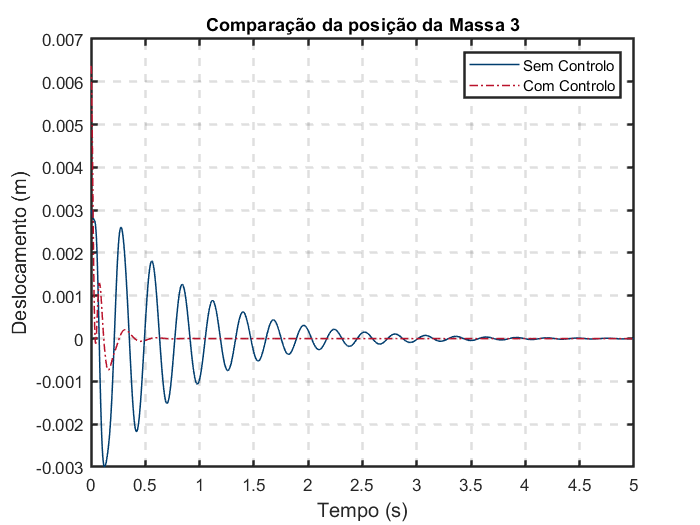 Comparação da posição da Massa 3
Sem Controlo
Com Controlo
0.007
0.006
0.005
0.004
0.003
0.002
0.001
0
-0.001
-0.002
-0.003
Deslocamento (m)
0 0.5 1 1.5 2 2.5 3 3.5 4 4.5 5
Tempo (s)